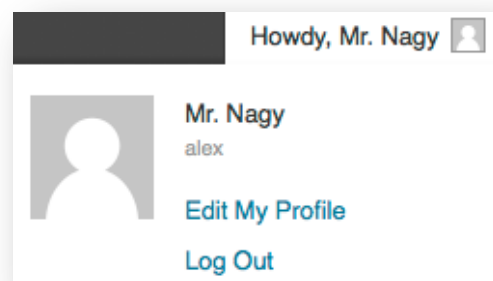 Howdy, Mr. Nagy
Mr. Nagy
alex
Edit My Profile
Log Out